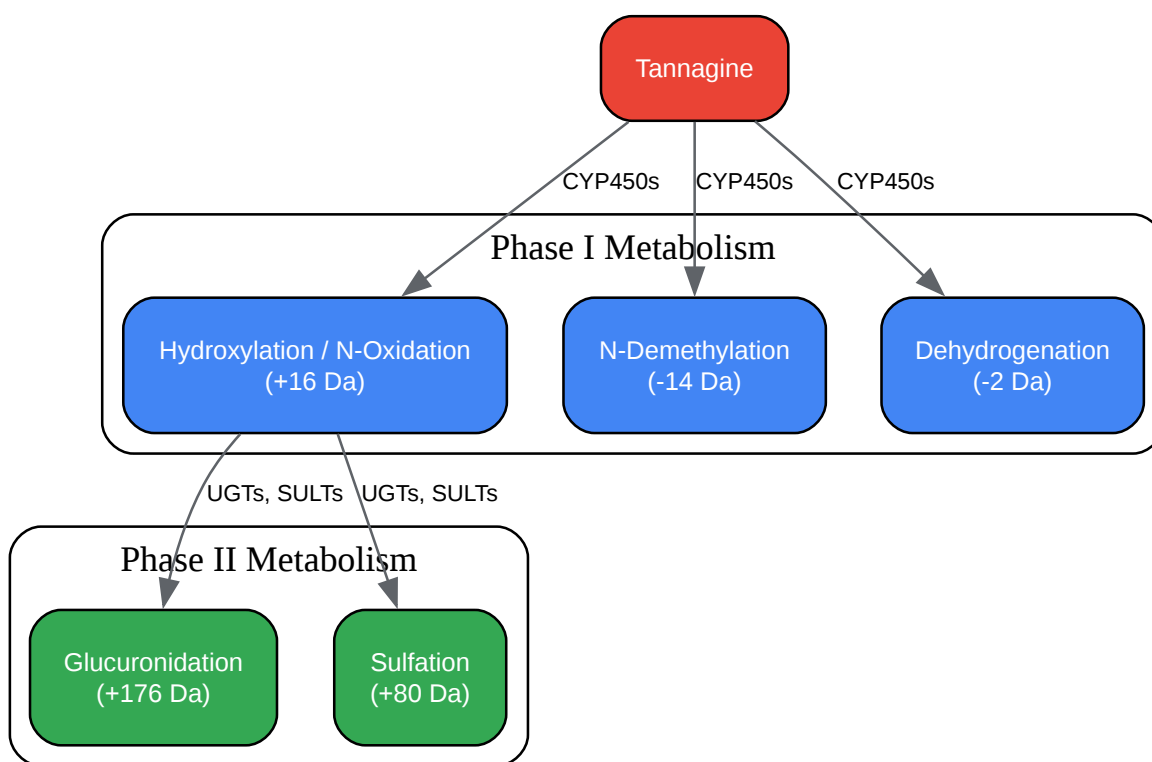 Tannagine
CYP450s
CYP450s
CYP450s
Phase I Metabolism
Hydroxylation / N-Oxidation
(+16 Da)
N-Demethylation
(-14 Da)
Dehydrogenation
(-2 Da)
UGTs, SULTs
UGTs, SULTs
Phase II Metabolism
Glucuronidation
(+176 Da)
Sulfation
(+80 Da)